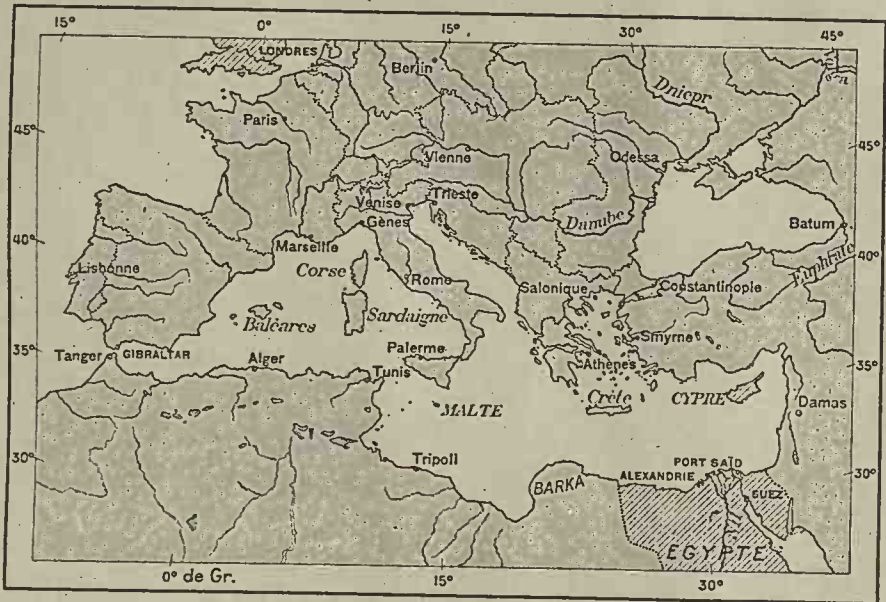 15° 0° 15° 30° 45°
LONDRES
Berlin
Dniepr
45° Paris 45°
Vienne Odessa
Venise Trieste
Gênes Danube Batum
40° Marseille 40°
Lisbonne Corse Rome Salonique Constantinople Euphrate
Baléares Sardaigne
Smyrne
35° Tanger GIBRALTAR Alger Palerme Athènes 35°
Tunis
MALTE Crète CYPRE Damas
30° Tripoli PORT SAÏD 30°
BARKA ALEXANDRIE
SUEZ
EGYPTE
0° de Gr. 15° 30°